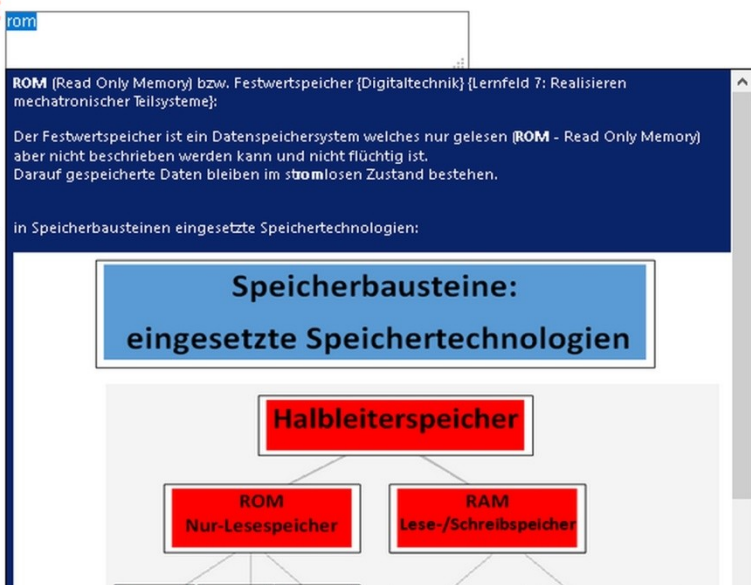 rom
ROM (Read Only Memory) bzw. Festwertspeicher {Digitaltechnik} {Lernfeld 7: Realisieren
mechatronischer Teilsysteme}:
Der Festwertspeicher ist ein Datenspeichersystem welches nur gelesen (ROM - Read Only Memory)
aber nicht beschrieben werden kann und nicht flüchtig ist.
Darauf gespeicherte Daten bleiben im stromlosen Zustand bestehen.
in Speicherbausteinen eingesetzte Speichertechnologien:
Speicherbausteine:
eingesetzte Speichertechnologien
Halbleiterspeicher
ROM
Nur-Lesespeicher
RAM
Lese-/Schreibspeicher